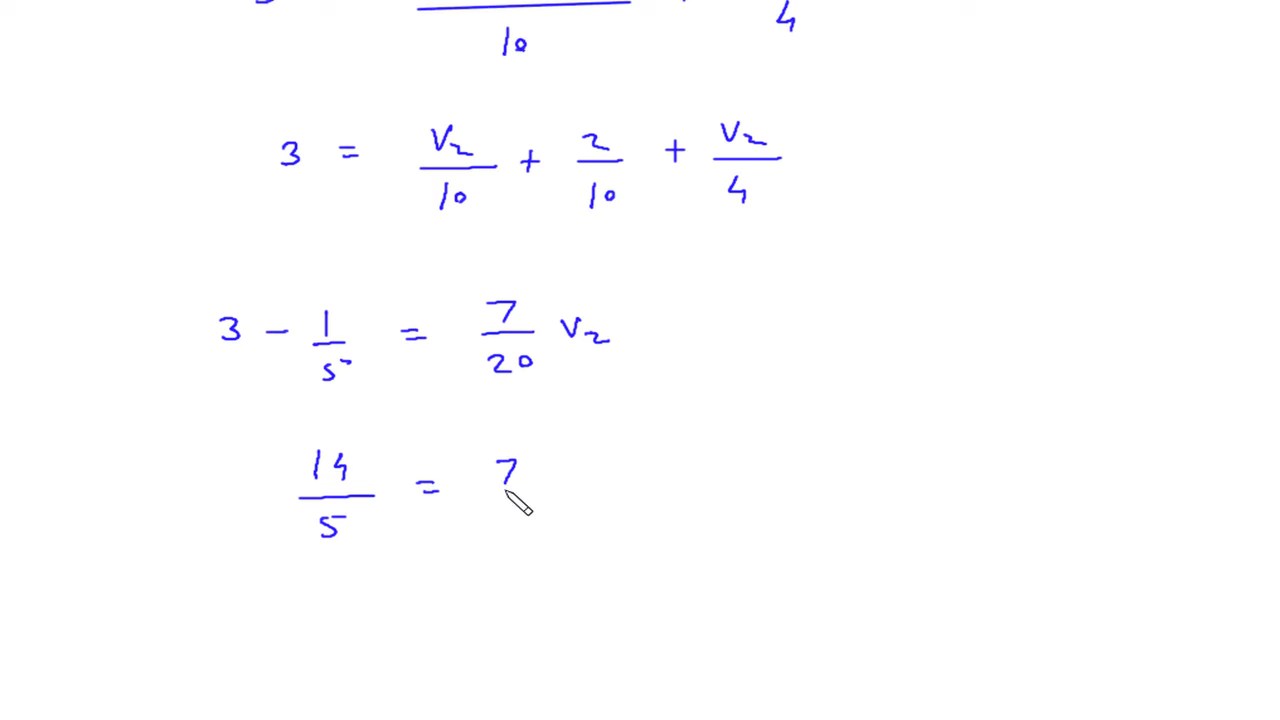 10 4
3 = V₂/10 + 2/10 + V₂/4
3 - 1/5 = 7/20 V₂
14/5 = 7